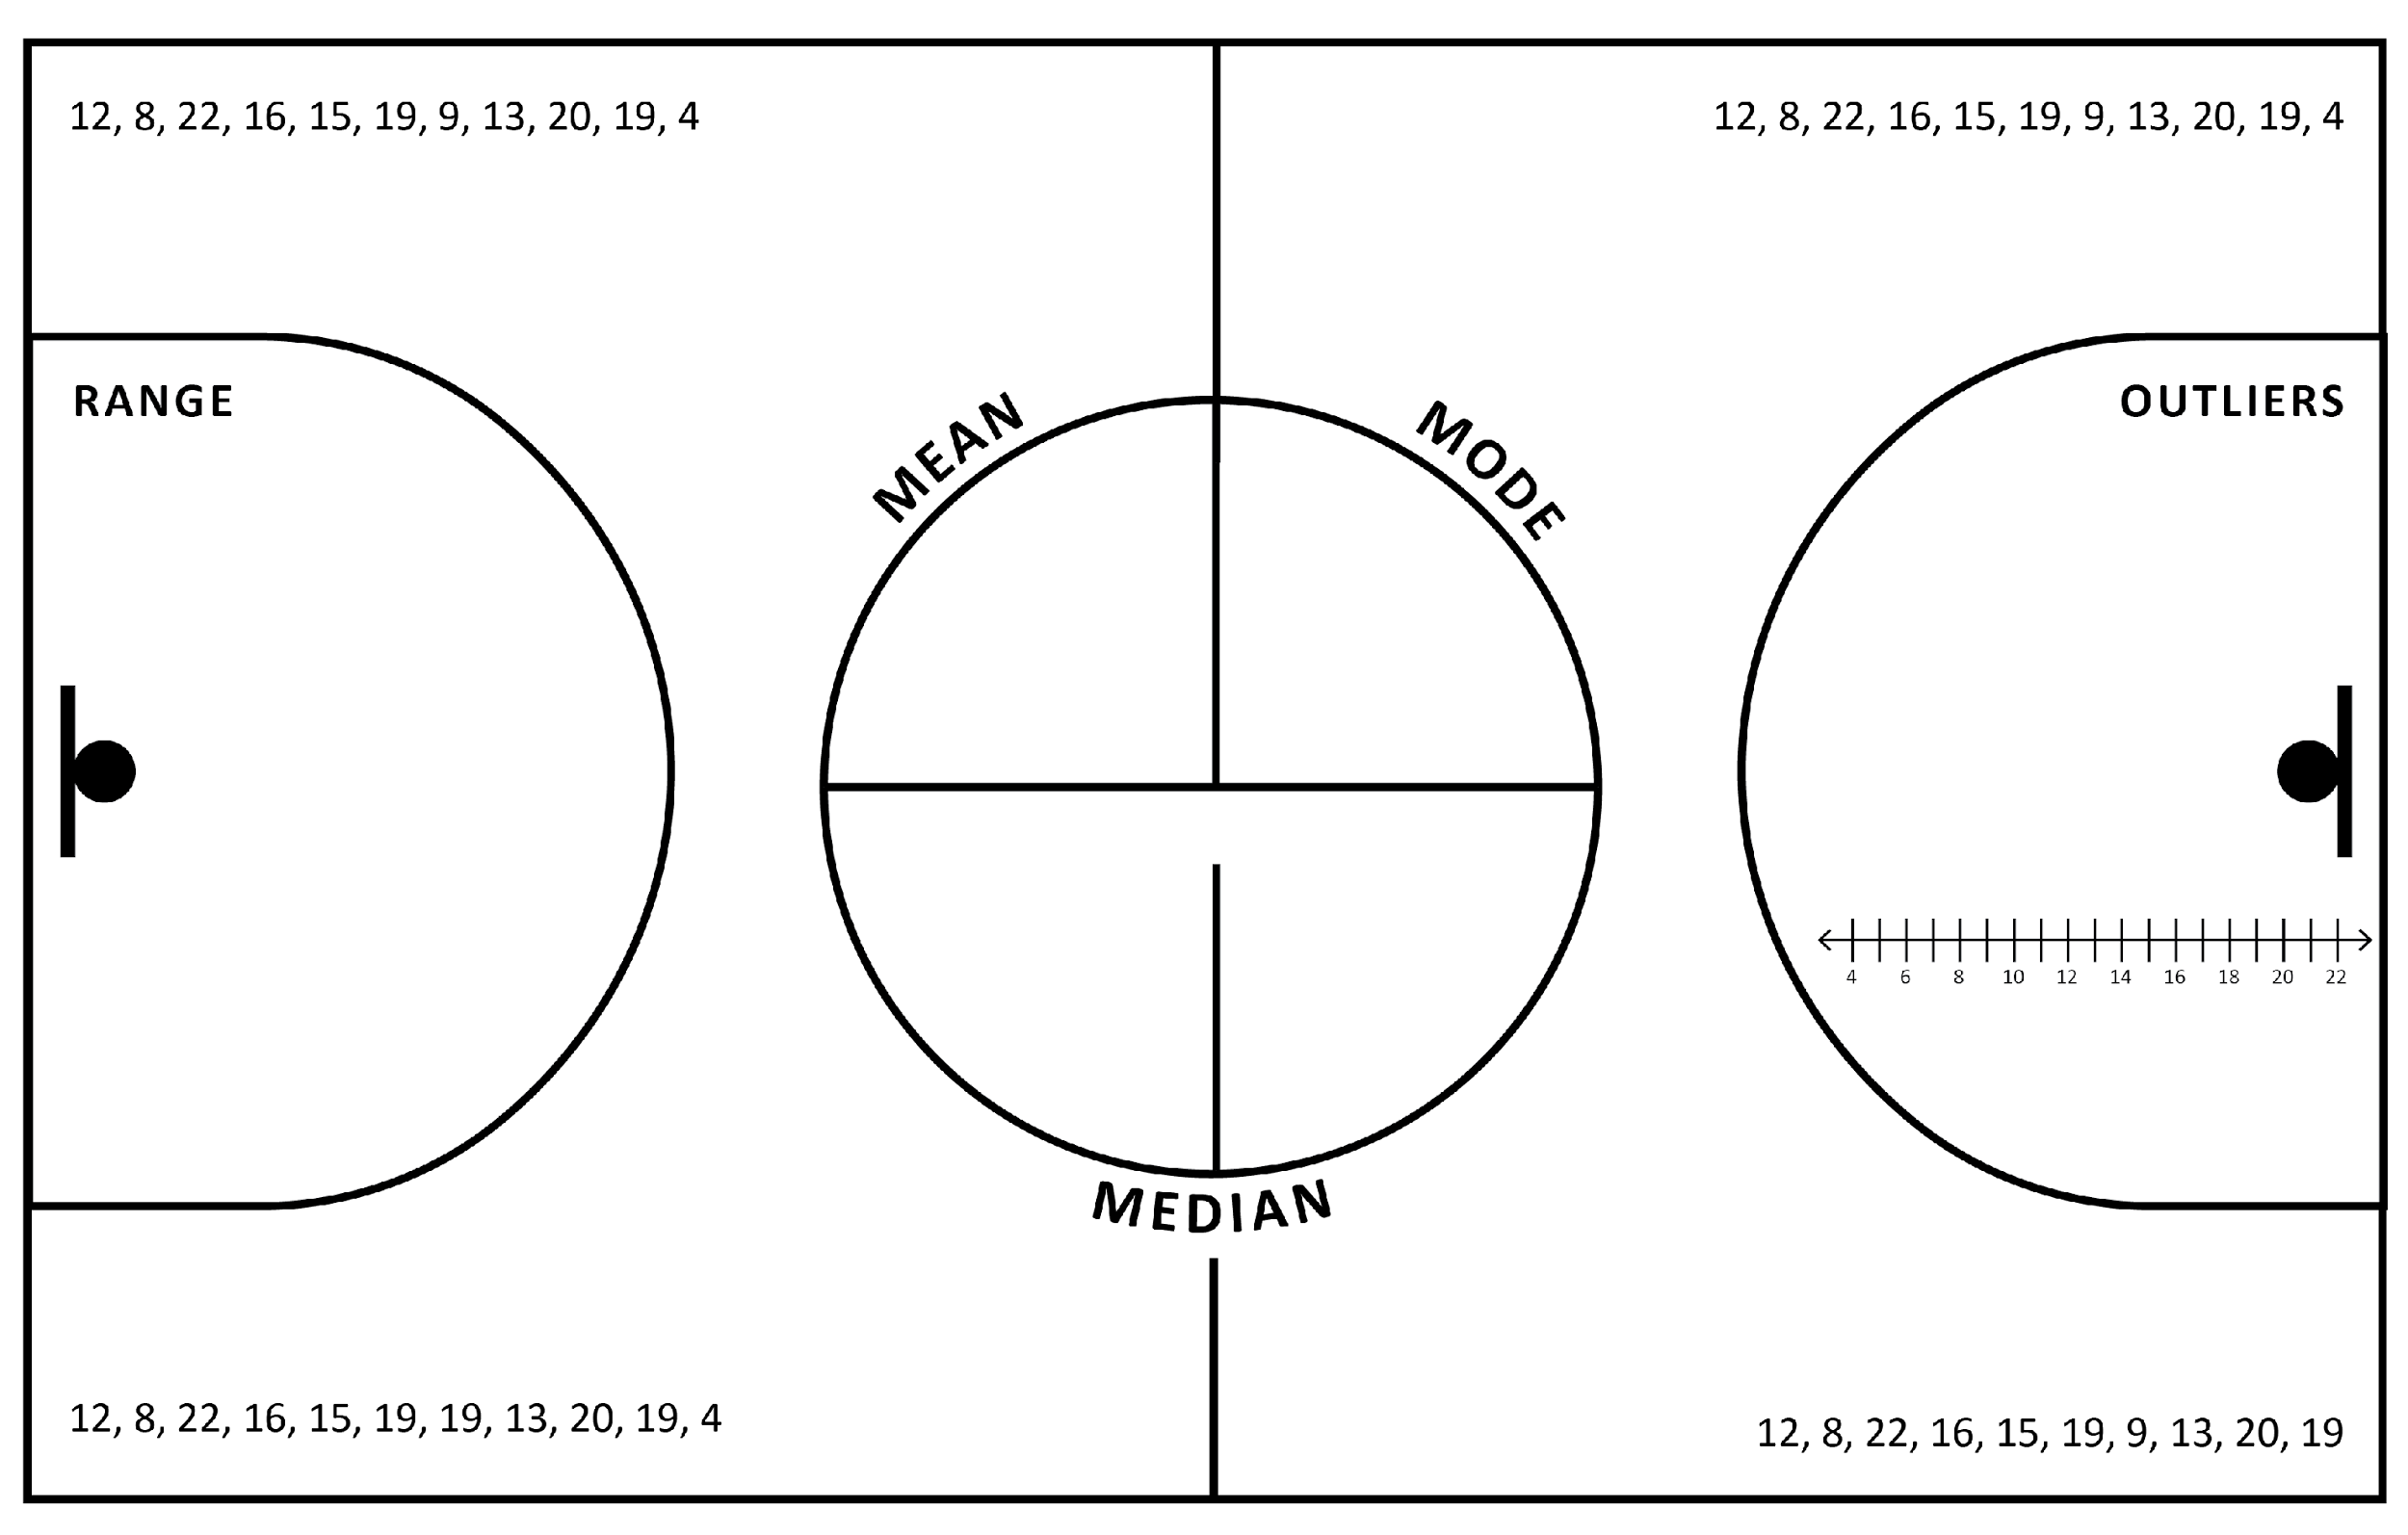 12, 8, 22, 16, 15, 19, 9, 13, 20, 19, 4
12, 8, 22, 16, 15, 19, 9, 13, 20, 19, 4
RANGE
MEAN
MODE
OUTLIERS
4 6 8 10 12 14 16 18 20 22
MEDIAN
12, 8, 22, 16, 15, 19, 19, 13, 20, 19, 4
12, 8, 22, 16, 15, 19, 9, 13, 20, 19